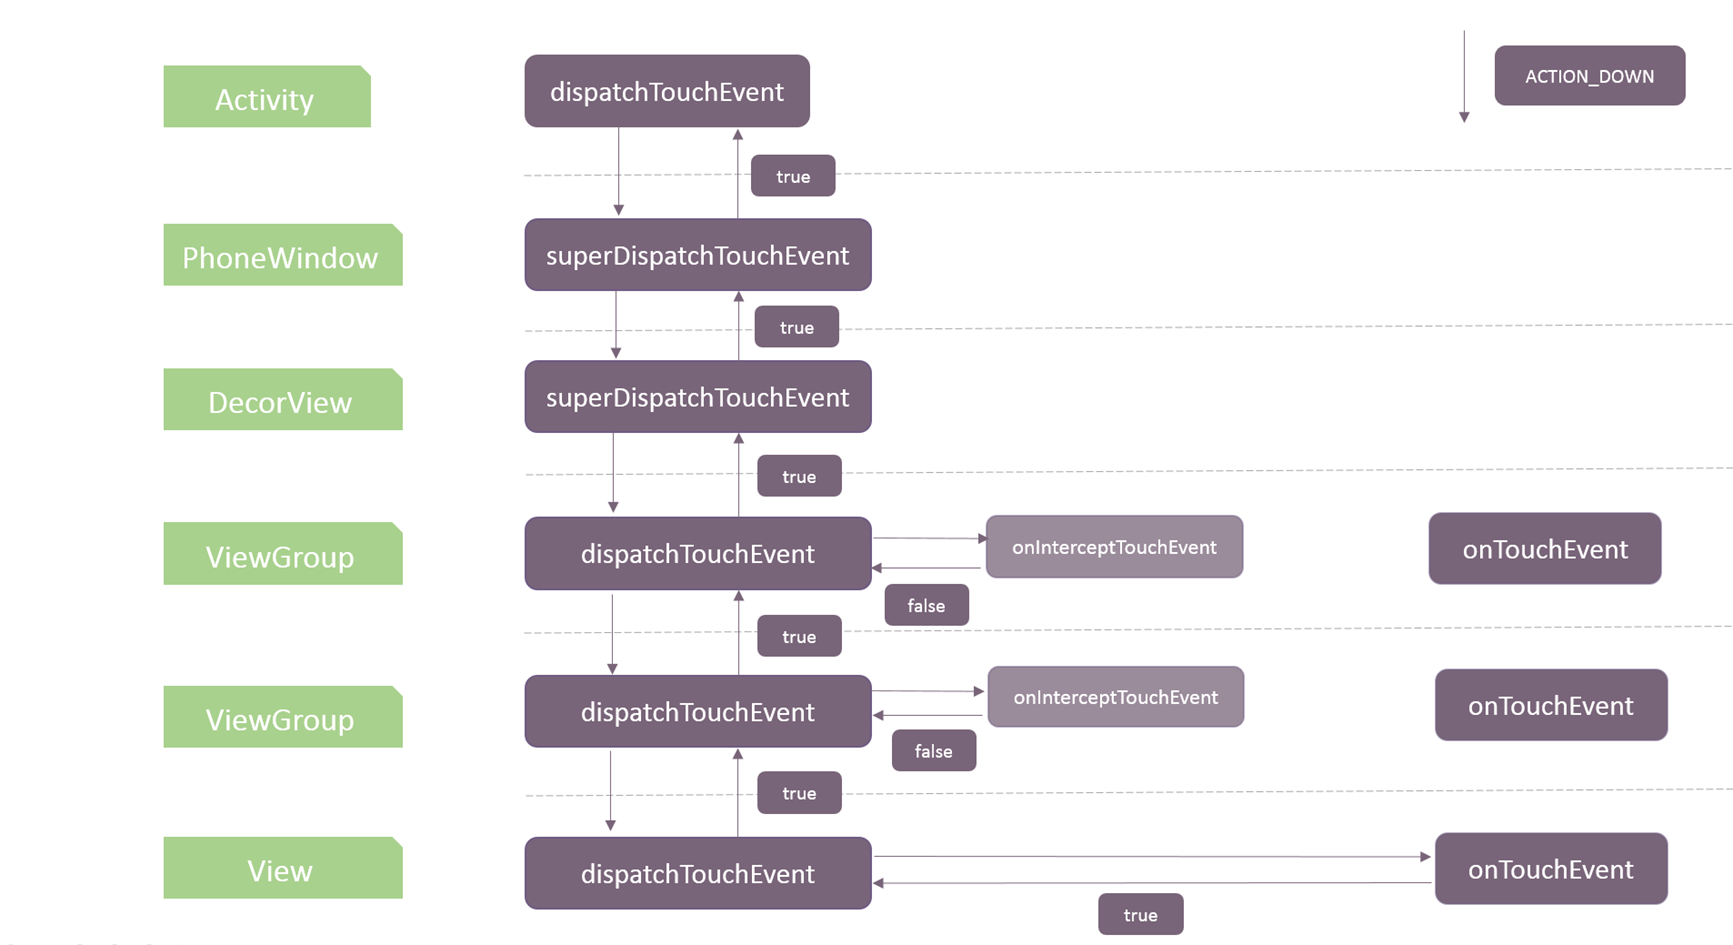 Activity
dispatchTouchEvent
ACTION_DOWN
true
PhoneWindow
superDispatchTouchEvent
true
DecorView
superDispatchTouchEvent
true
ViewGroup
dispatchTouchEvent
onInterceptTouchEvent
onTouchEvent
false
true
ViewGroup
dispatchTouchEvent
onInterceptTouchEvent
onTouchEvent
false
true
View
dispatchTouchEvent
onTouchEvent
true